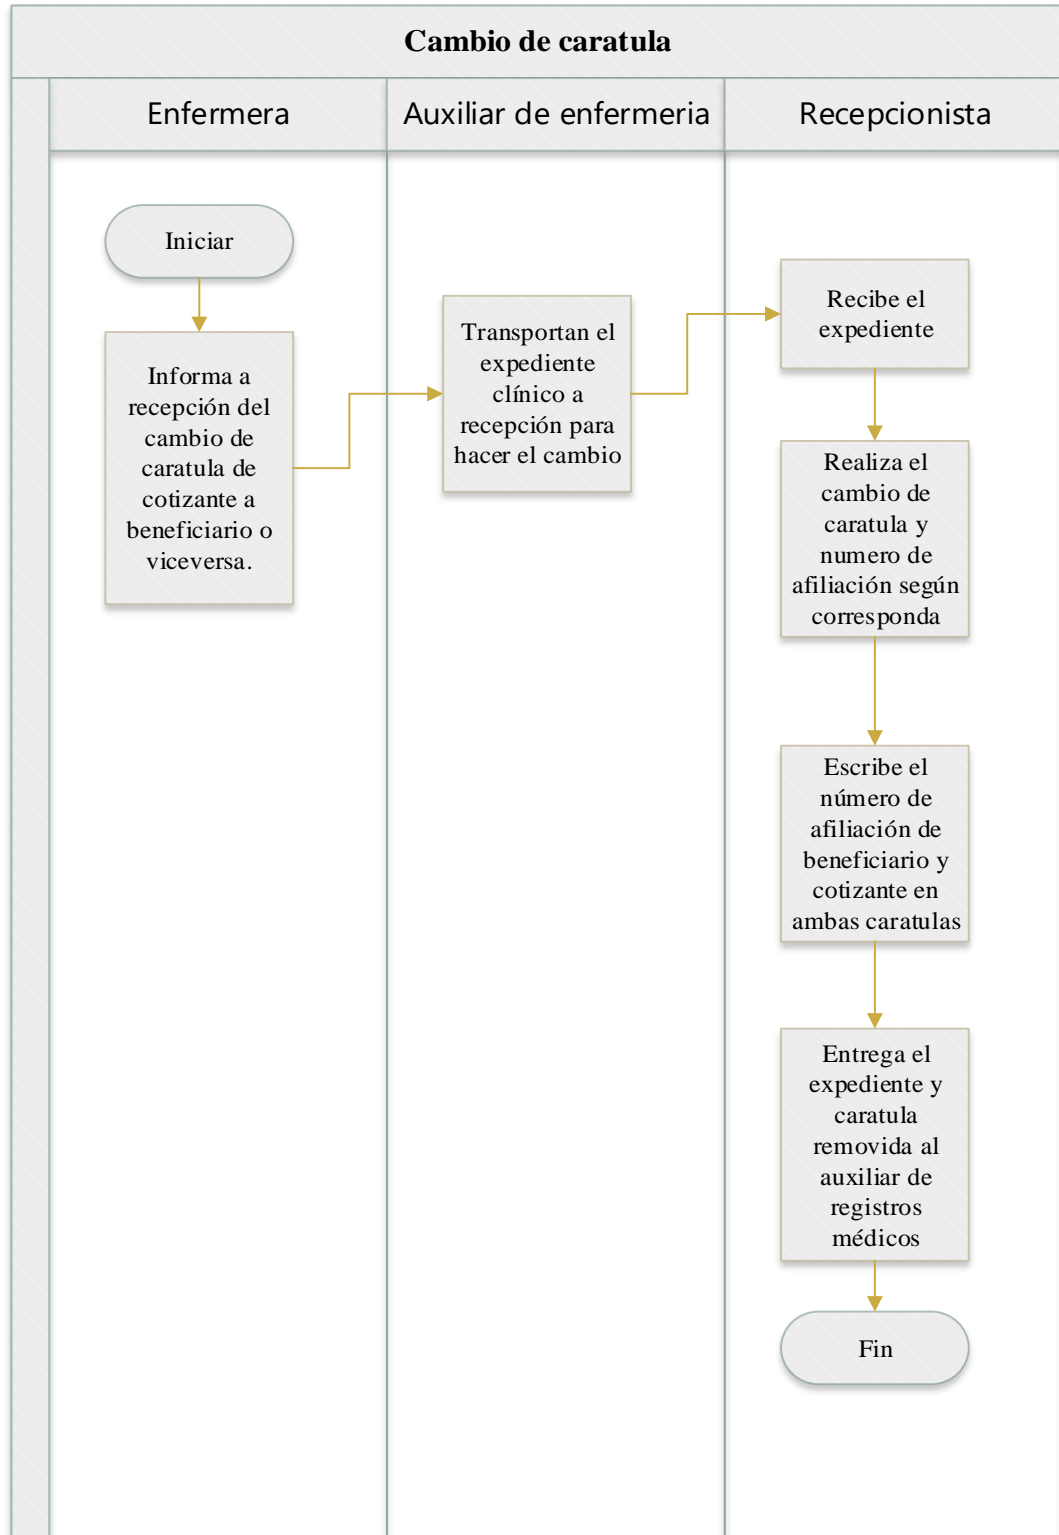 Cambio de caratula
Enfermera
Auxiliar de enfermeria
Recepcionista
Iniciar
Informa a
recepción del
cambio de
caratula de
cotizante a
beneficiario o
viceversa.
Transportan el
expediente
clínico a
recepción para
hacer el cambio
Recibe el
expediente
Realiza el
cambio de
caratula y
numero de
afiliación según
corresponda
Escribe el
número de
afiliación de
beneficiario y
cotizante en
ambas caratulas
Entrega el
expediente y
caratula
removida al
auxiliar de
registros
médicos
Fin